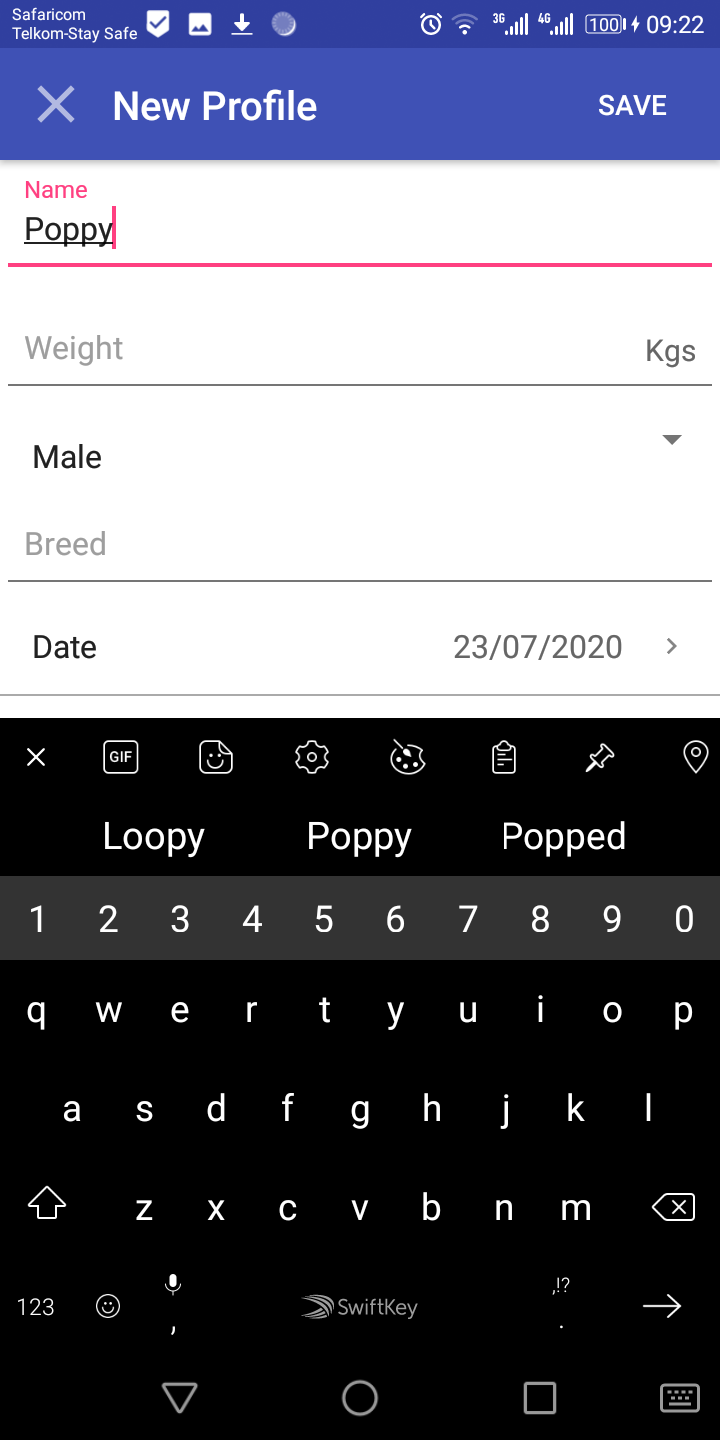 Safaricom
Telkom-Stay Safe
3G 4G 100 09:22
New Profile SAVE
Name
Poppy
Weight Kgs
Male
Breed
Date 23/07/2020
GIF
Loopy Poppy Popped
1 2 3 4 5 6 7 8 9 0
q w e r t y u i o p
a s d f g h j k l
z x c v b n m
123 , SwiftKey ,!? .